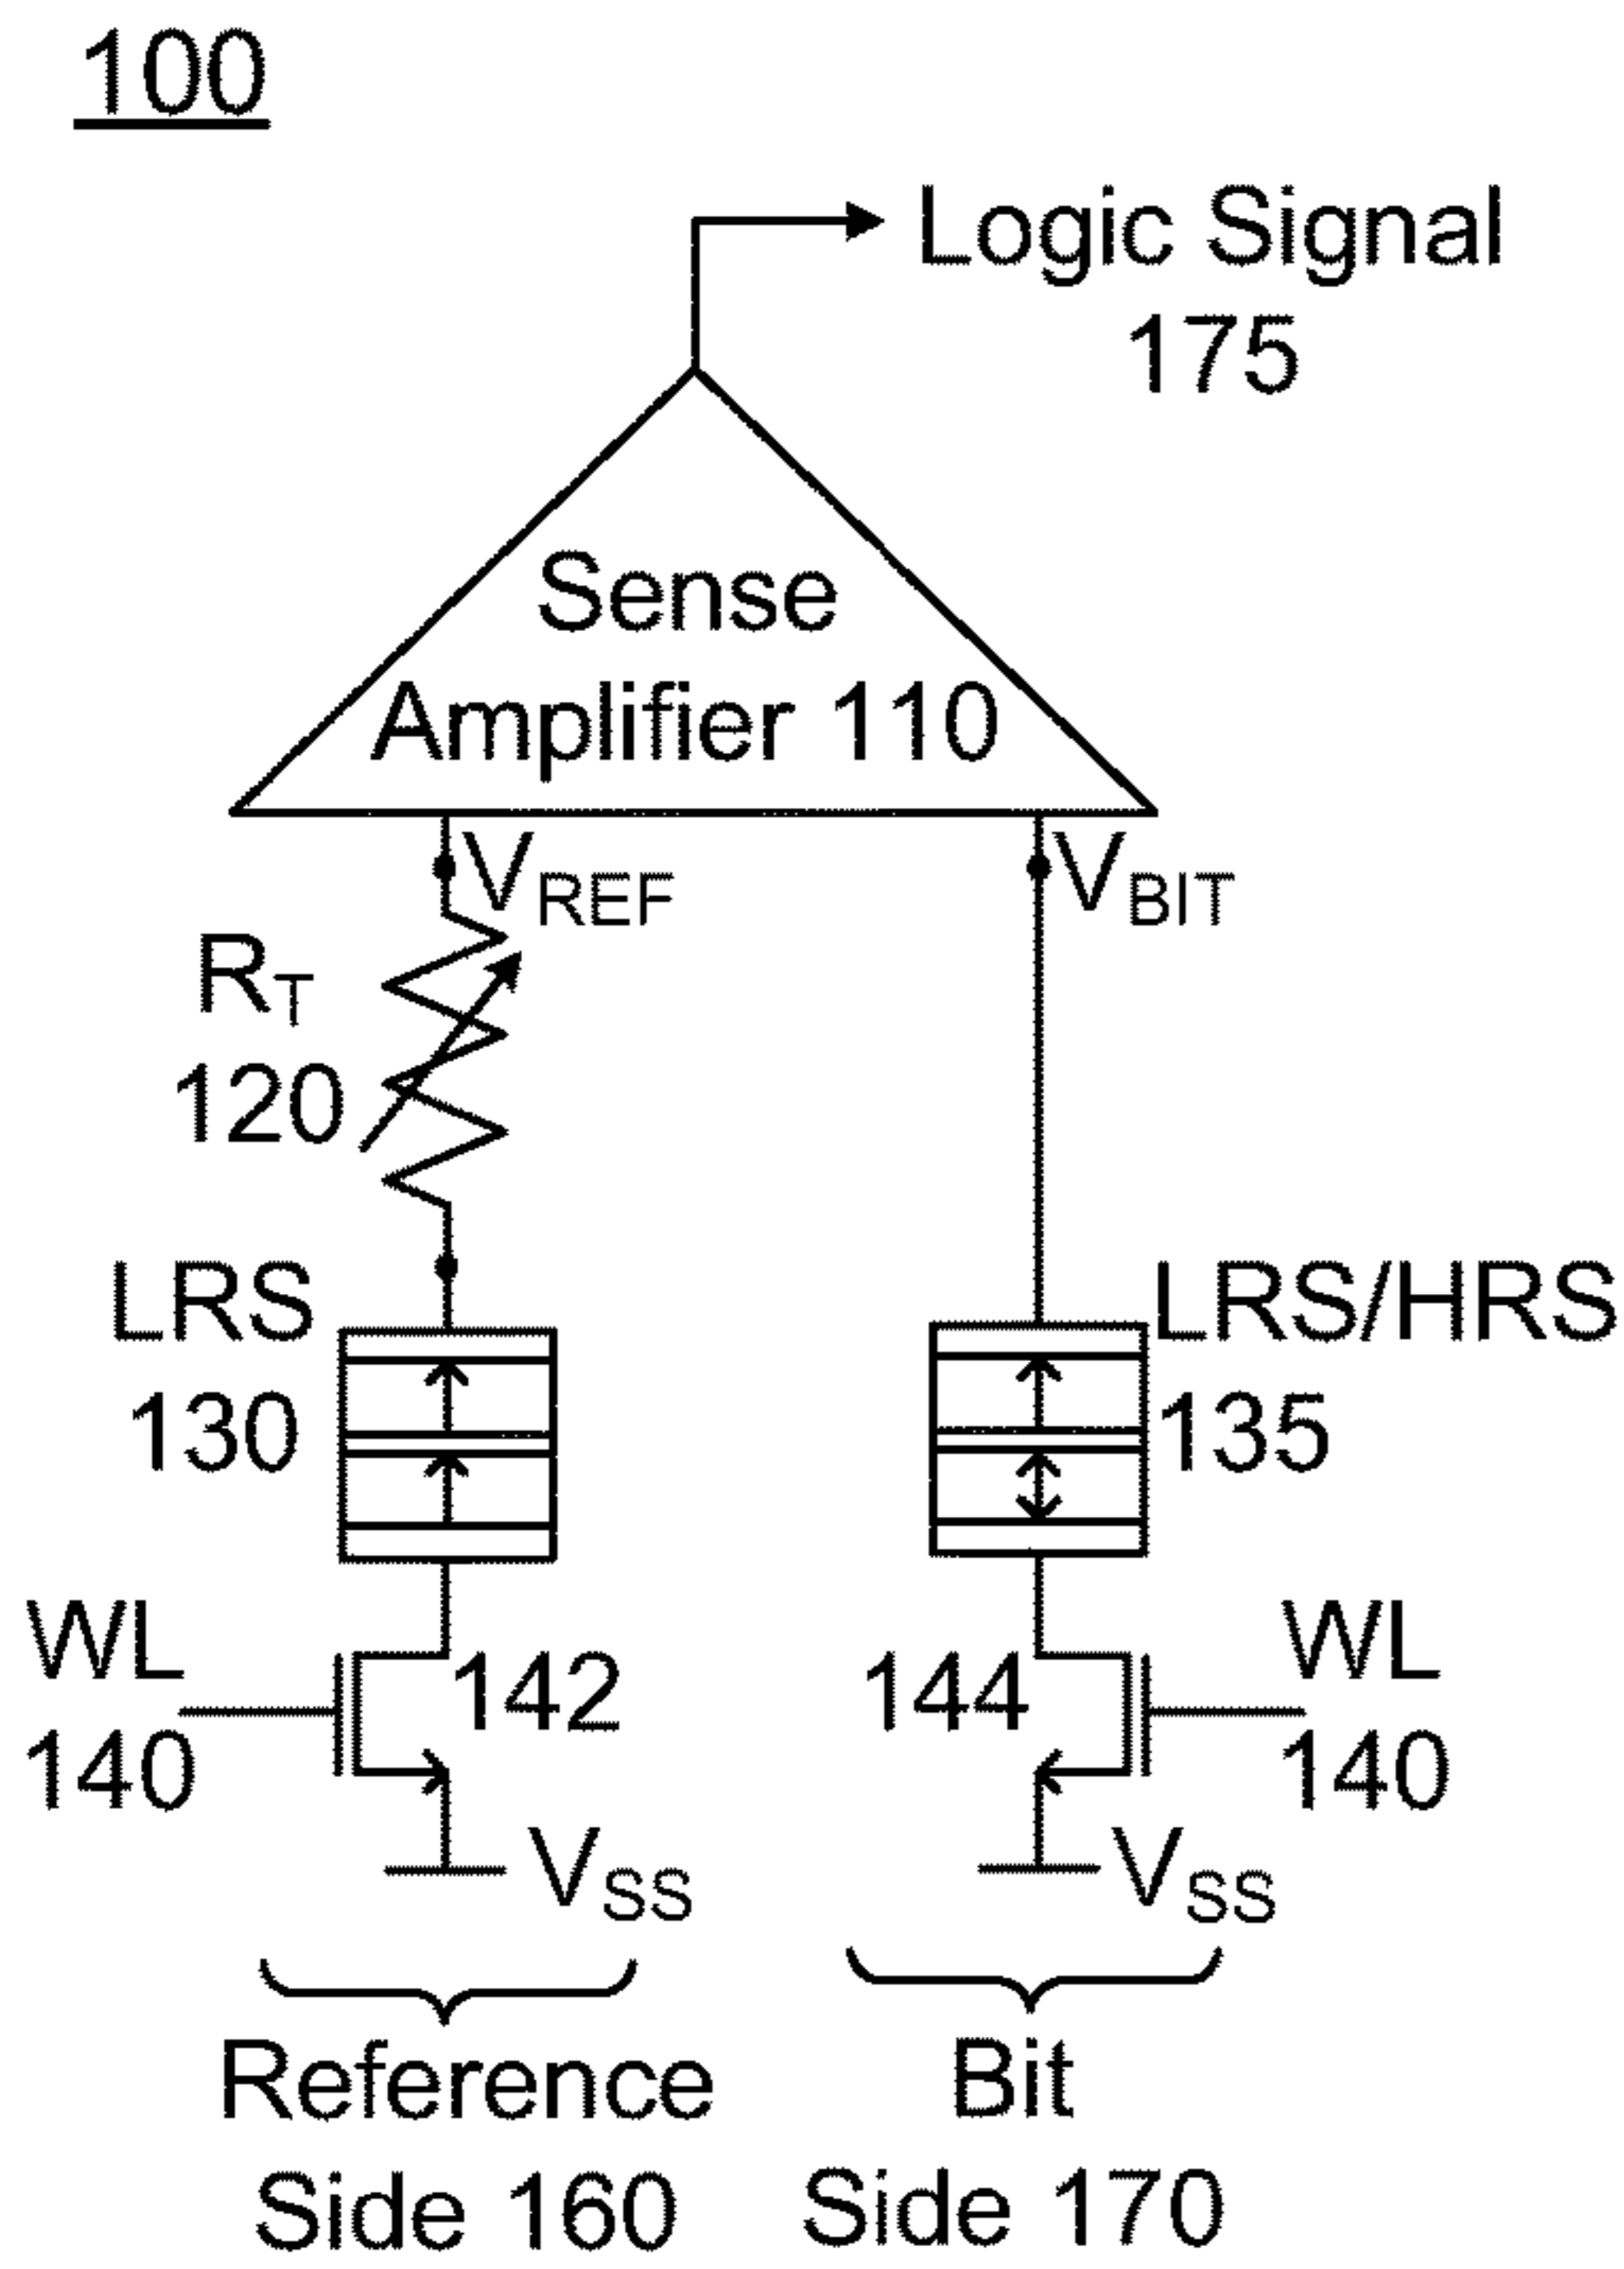 100
Logic Signal
175
Sense
Amplifier 110
VREF
VBIT
RT
120
LRS
130
LRS/HRS
135
WL
140
142
144
WL
140
VSS
VSS
Reference
Side 160
Bit
Side 170